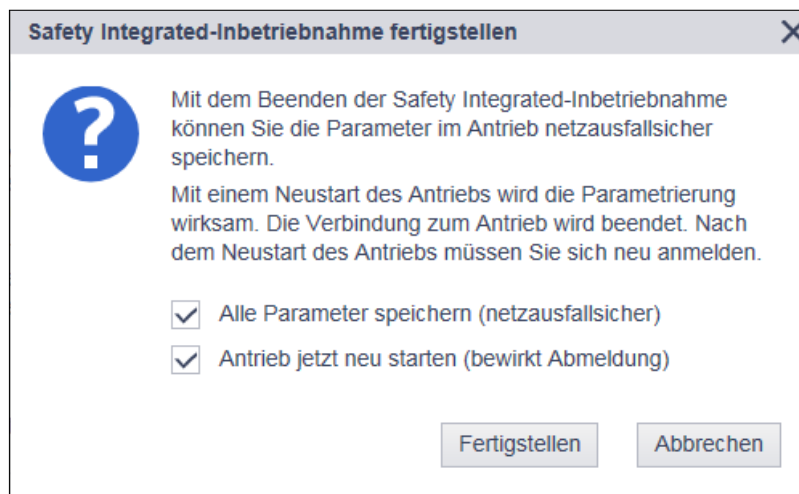 Safety Integrated-Inbetriebnahme fertigstellen
Mit dem Beenden der Safety Integrated-Inbetriebnahme
können Sie die Parameter im Antrieb netzausfallsicher
speichern.
Mit einem Neustart des Antriebs wird die Parametrierung
wirksam. Die Verbindung zum Antrieb wird beendet. Nach
dem Neustart des Antriebs müssen Sie sich neu anmelden.
Alle Parameter speichern (netzausfallsicher)
Antrieb jetzt neu starten (bewirkt Abmeldung)
Fertigstellen Abbrechen